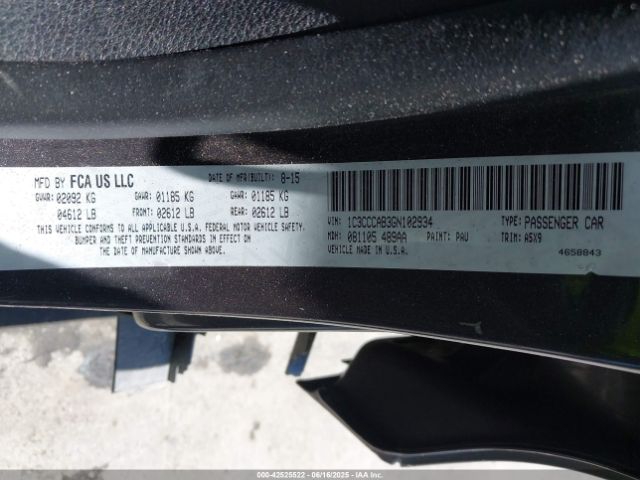 MFD BY FCA US LLC
DATE OF MFR(BUILT): 8-15
GVWR: 02092 KG GAWR: 01185 KG GAWR: 01185 KG
04612 LB FRONT: 02612 LB REAR: 02612 LB
THIS VEHICLE CONFORMS TO ALL APPLICABLE U.S.A. FEDERAL MOTOR VEHICLE SAFETY,
BUMPER AND THEFT PREVENTION STANDARDS IN EFFECT ON
THE DATE OF MANUFACTURE SHOWN ABOVE.
VIN: 1C3CCCAB3GN102934 TYPE: PASSENGER CAR
MDH: 081105 489AA PAINT: PAU TRIM: A5X9
VEHICLE MADE IN U.S.A. 4658843
000-42525522 - 06/16/2025 - IAAI, Inc. - Copyright